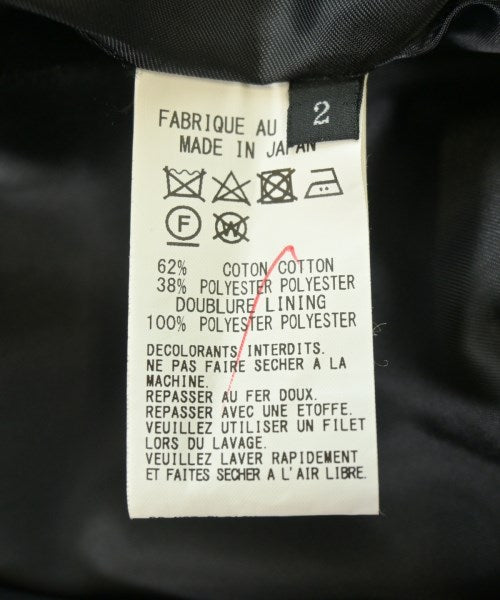 2
FABRIQUE AU
MADE IN JAPAN
F
W
62% COTON COTTON
38% POLYESTER POLYESTER
DOUBLURE LINING
100% POLYESTER POLYESTER
DECOLORANTS INTERDITS.
NE PAS FAIRE SECHER A LA
MACHINE.
REPASSER AU FER DOUX.
REPASSER AVEC UNE ETOFFE.
VEUILLEZ UTILISER UN FILET
LORS DU LAVAGE.
VEUILLEZ LAVER RAPIDEMENT
ET FAITES SECHER A L'AIR LIBRE.